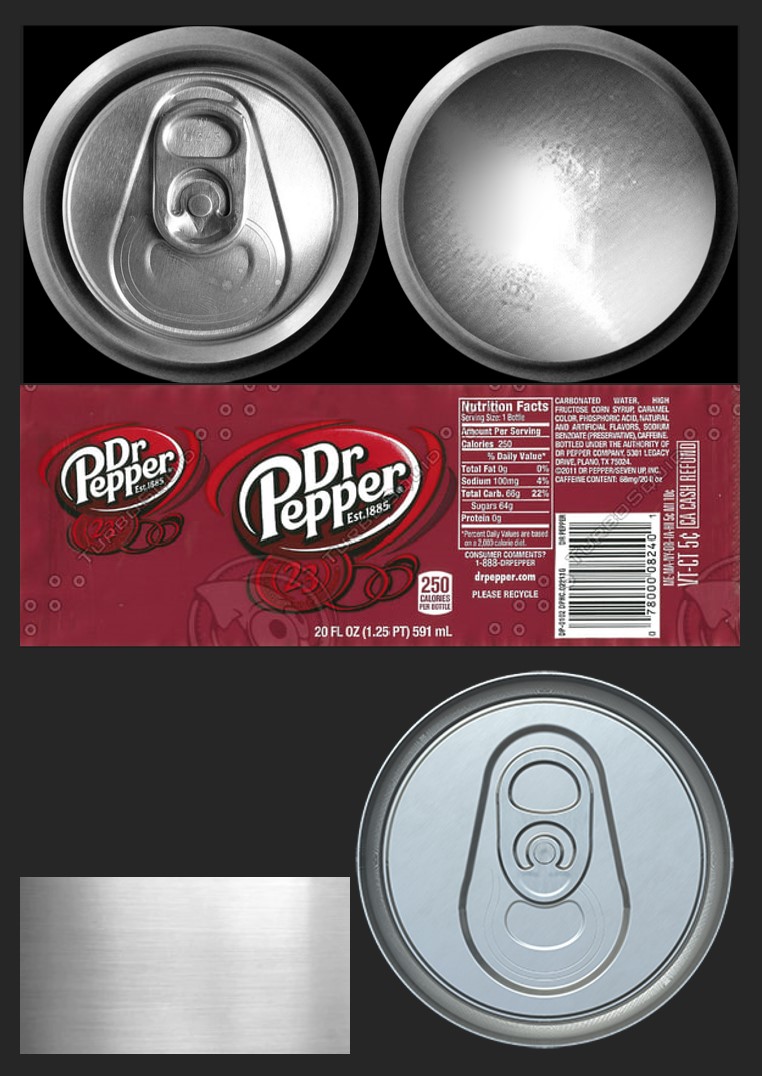 Dr
Pepper
Est.1885
23
Dr
Pepper
Est.1885
23
250
CALORIES
PER BOTTLE
20 FL OZ (1.25 PT) 591 mL
Nutrition Facts
Serving Size: 1 Bottle
Amount Per Serving
Calories 250
% Daily Value*
Total Fat 0g 0%
Sodium 100mg 4%
Total Carb. 66g 22%
Sugars 64g
Protein 0g
*Percent Daily Values are based
on a 2,000 calorie diet.
CONSUMER COMMENTS?
1-888-DRPEPPER
drpepper.com
PLEASE RECYCLE
CARBONATED WATER, HIGH
FRUCTOSE CORN SYRUP, CARAMEL
COLOR, PHOSPHORIC ACID, NATURAL
AND ARTIFICIAL FLAVORS, SODIUM
BENZOATE (PRESERVATIVE), CAFFEINE.
BOTTLED UNDER THE AUTHORITY OF
DR PEPPER COMPANY, 5301 LEGACY
DRIVE, PLANO, TX 75024.
©2011 DR PEPPER/SEVEN UP, INC.
CAFFEINE CONTENT: 68mg/20 fl oz
DR PEPPER
0 78000 08240 1
VT-CT 5¢ CA CASH REFUND
TURBOSQUID
TURBOSQUID
TURBOSQUID